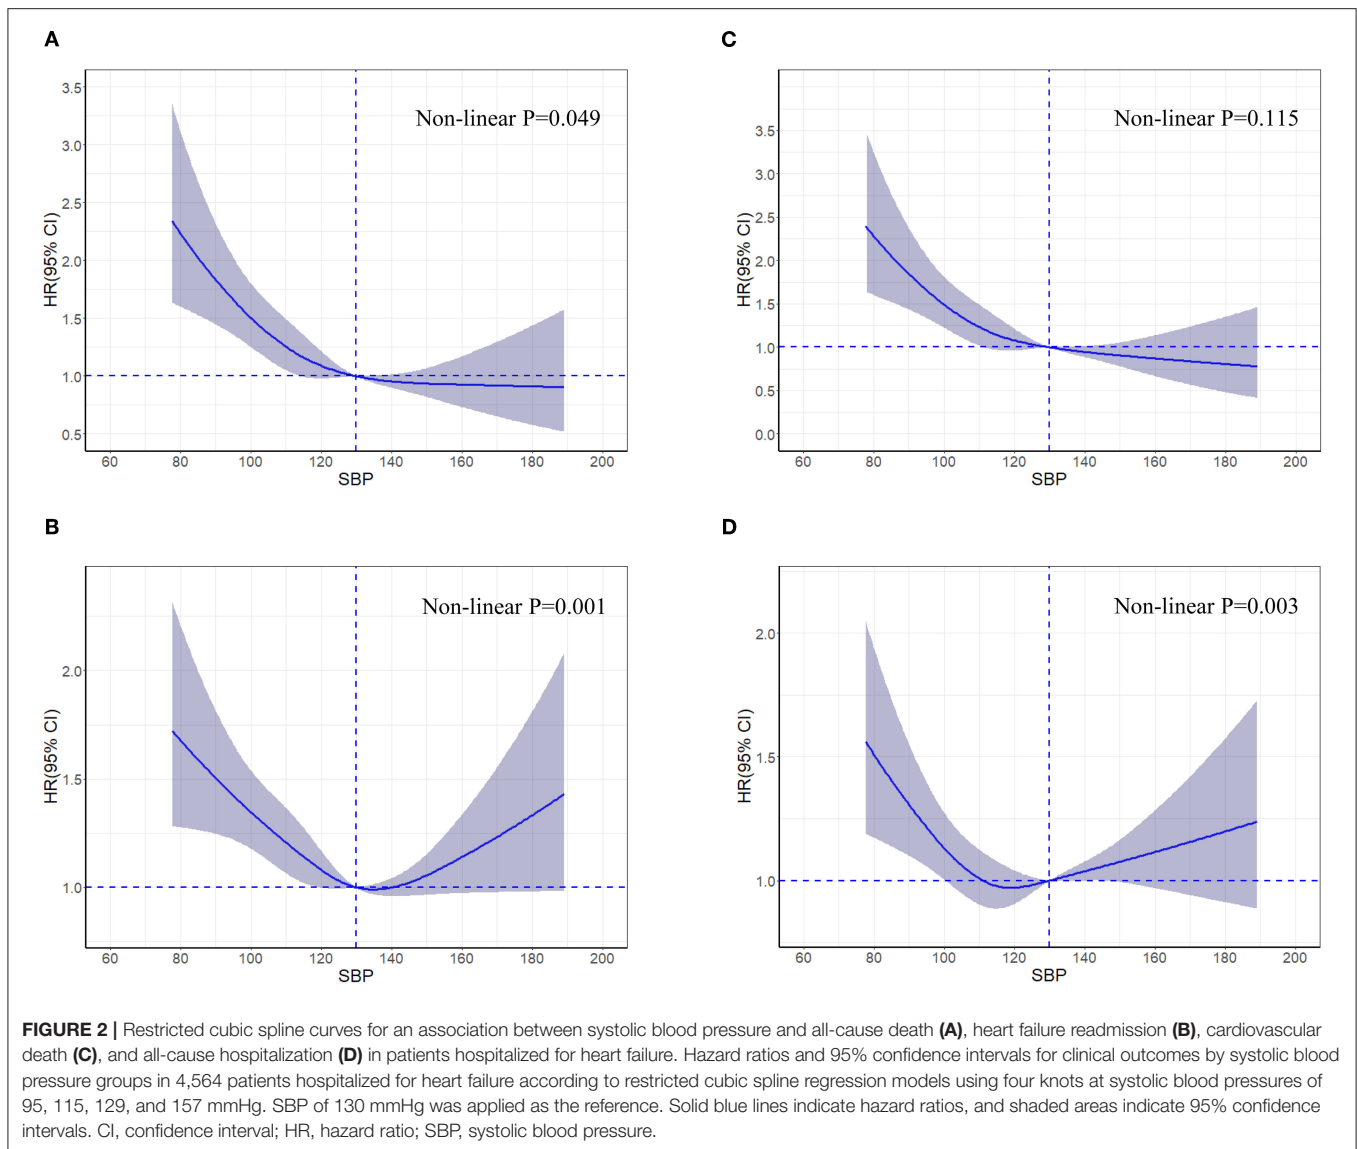 A
Non-linear P=0.049
HR(95% CI)
3.5
3.0
2.5
2.0
1.5
1.0
0.5
60 80 100 120 140 160 180 200
SBP
C
Non-linear P=0.115
HR(95% CI)
3.5
3.0
2.5
2.0
1.5
1.0
0.5
0.0
60 80 100 120 140 160 180 200
SBP
B
Non-linear P=0.001
HR(95% CI)
2.0
1.5
1.0
60 80 100 120 140 160 180 200
SBP
D
Non-linear P=0.003
HR(95% CI)
2.0
1.5
1.0
60 80 100 120 140 160 180 200
SBP
FIGURE 2 | Restricted cubic spline curves for an association between systolic blood pressure and all-cause death (A), heart failure readmission (B), cardiovascular
death (C), and all-cause hospitalization (D) in patients hospitalized for heart failure. Hazard ratios and 95% confidence intervals for clinical outcomes by systolic blood
pressure groups in 4,564 patients hospitalized for heart failure according to restricted cubic spline regression models using four knots at systolic blood pressures of
95, 115, 129, and 157 mmHg. SBP of 130 mmHg was applied as the reference. Solid blue lines indicate hazard ratios, and shaded areas indicate 95% confidence
intervals. CI, confidence interval; HR, hazard ratio; SBP, systolic blood pressure.